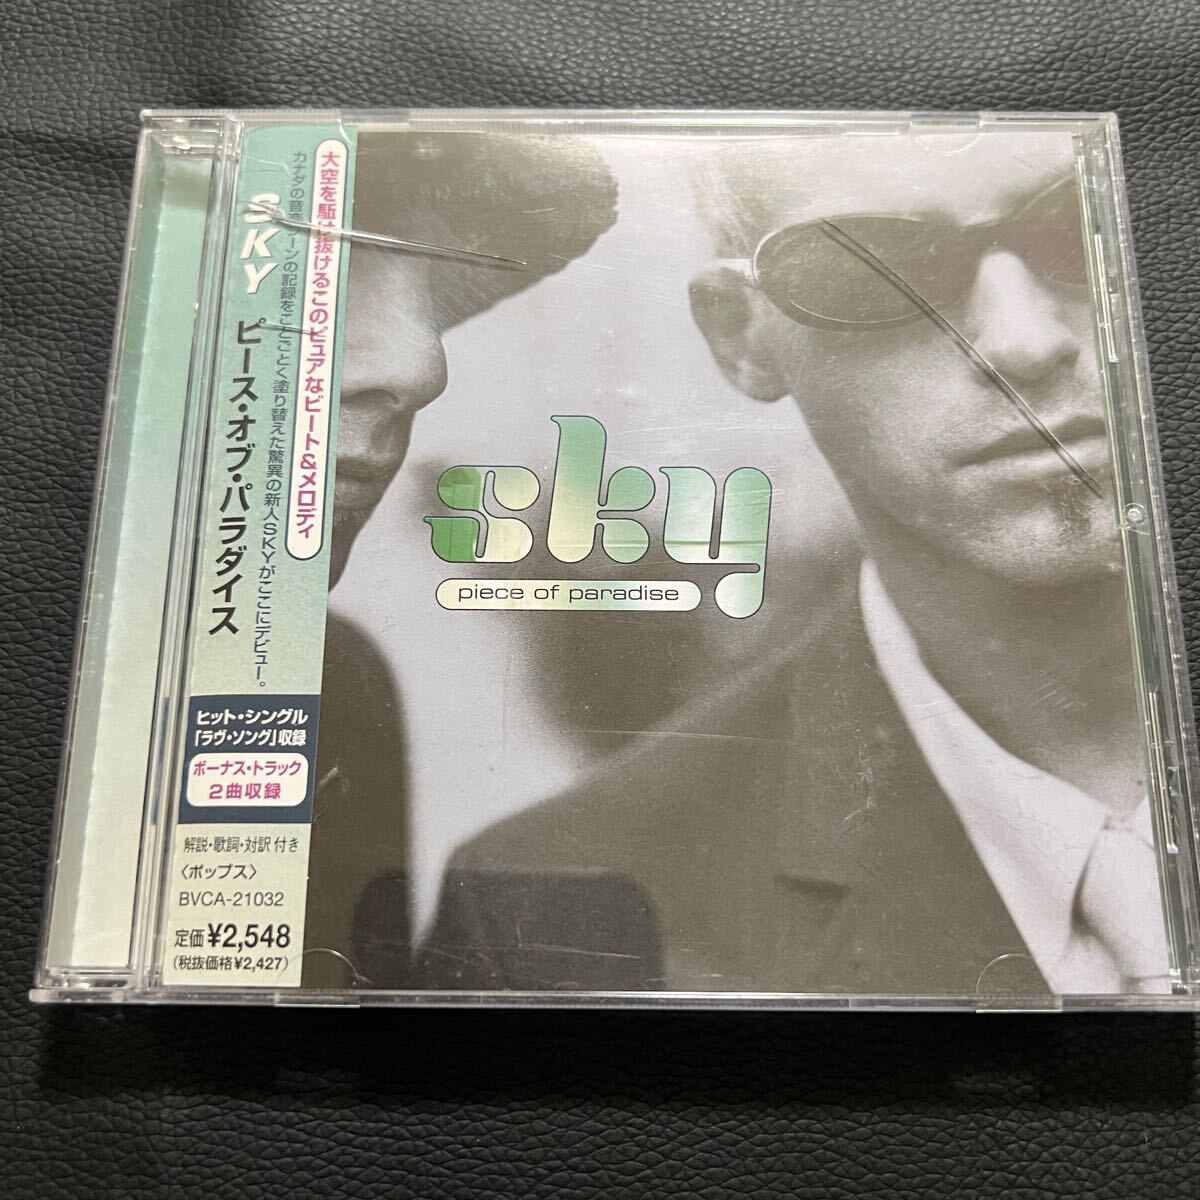 大空を駈け抜けるこのピュアなビート&メロディ
カナダの音楽シーンの記録をことごとく塗り替えた驚異の新人SKYがここにデビュー。
SKY ピース・オブ・パラダイス
ヒット・シングル
「ラヴ・ソング」収録
ボーナス・トラック
2曲収録
解説・歌詞・対訳付き
〈ポップス〉
BVCA-21032
定価¥2,548
(税抜価格¥2,427)
sky
piece of paradise